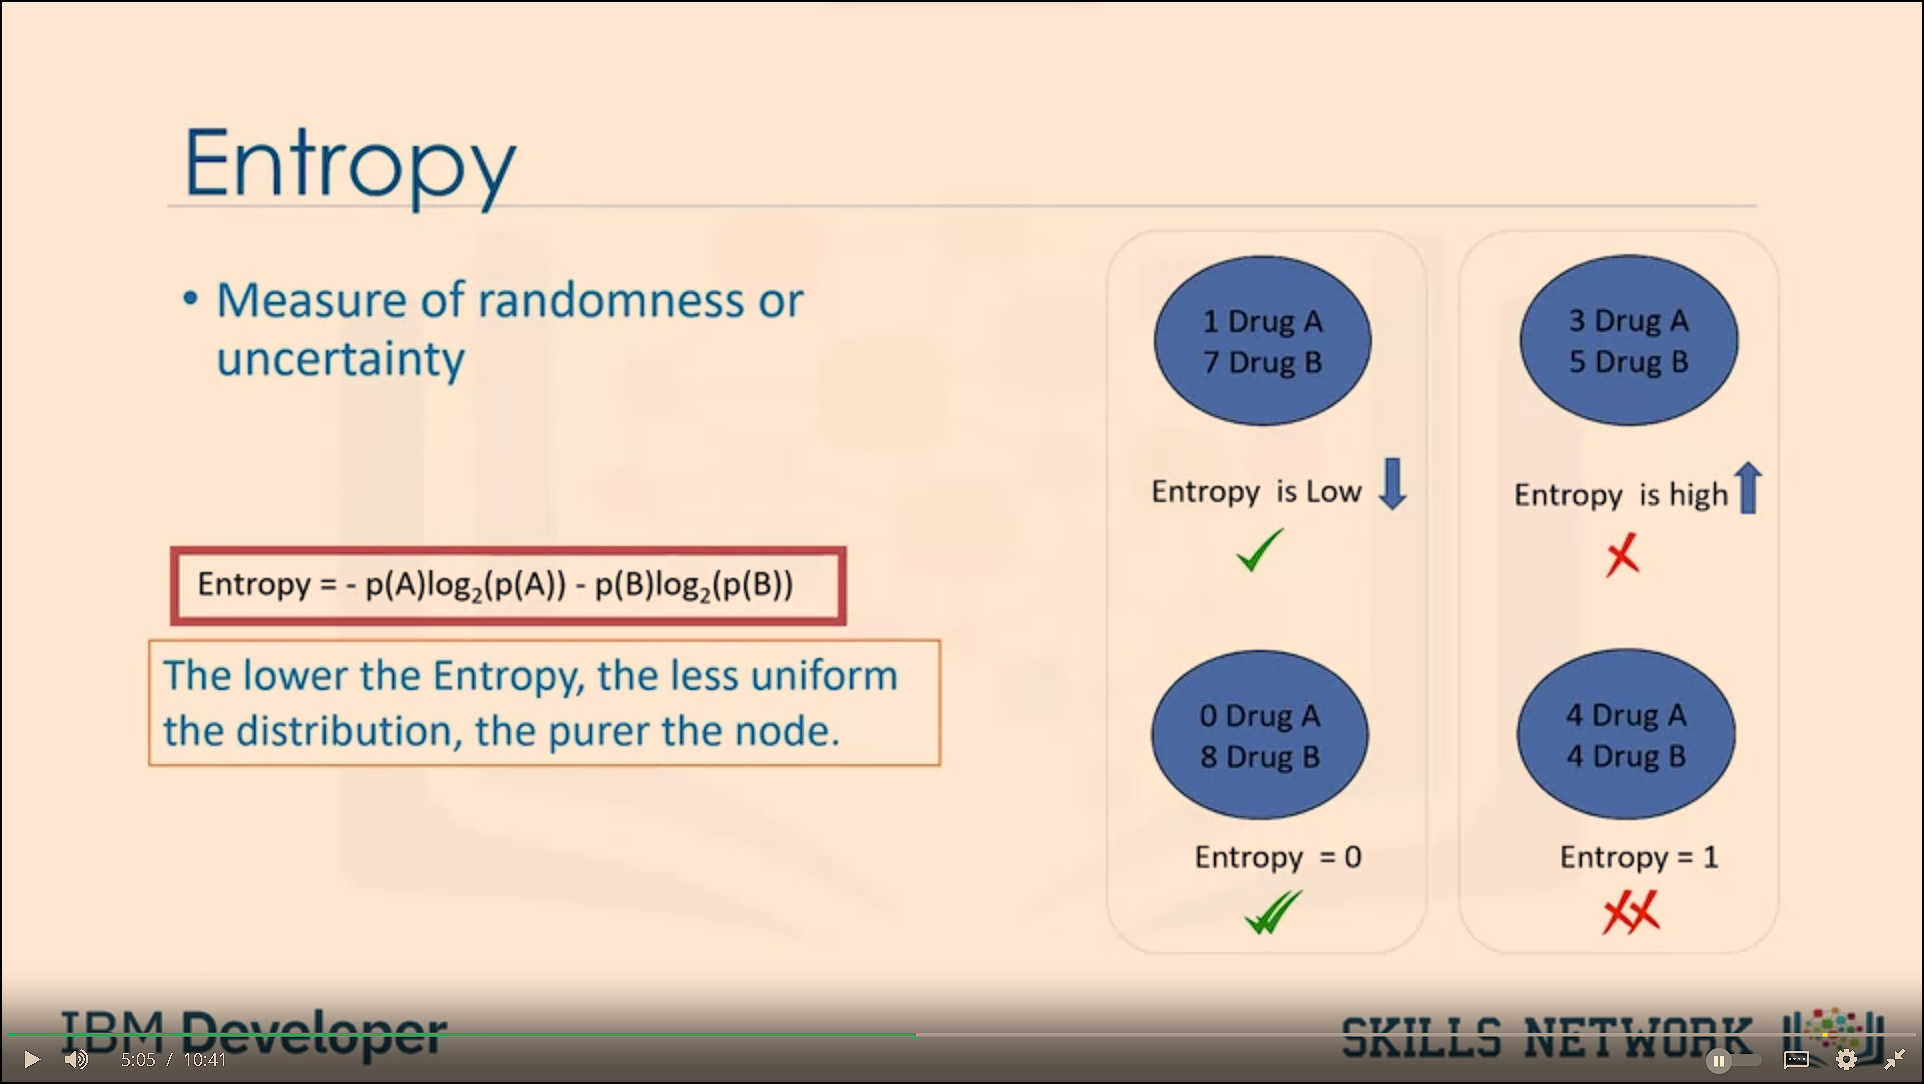 Entropy
• Measure of randomness or
uncertainty
Entropy = - p(A)log₂(p(A)) - p(B)log₂(p(B))
The lower the Entropy, the less uniform
the distribution, the purer the node.
1 Drug A
7 Drug B
Entropy is Low
3 Drug A
5 Drug B
Entropy is high
0 Drug A
8 Drug B
Entropy = 0
4 Drug A
4 Drug B
Entropy = 1
IBM Developer
SKILLS NETWORK
5:05 / 10:41